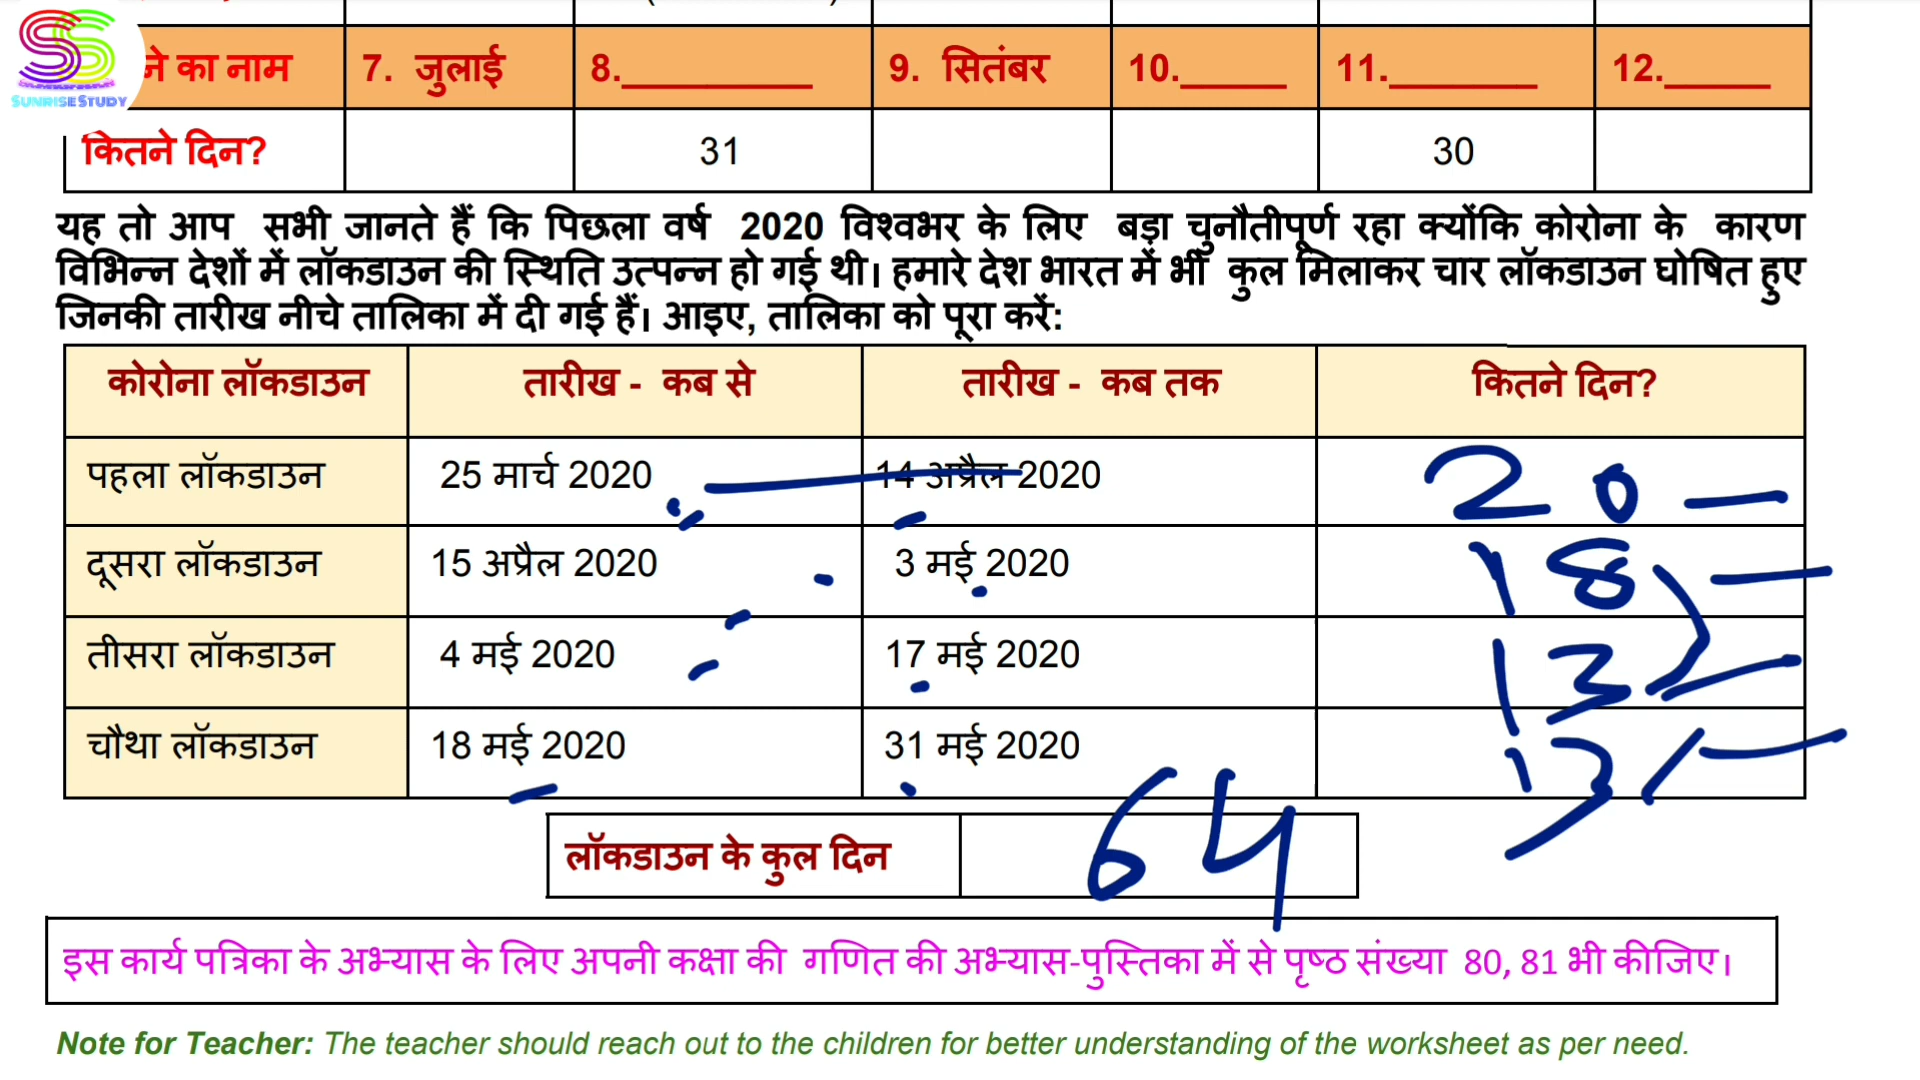 SUNRISE STUDY
ने का नाम 7. जुलाई 8.________ 9. सितंबर 10._____ 11._______ 12._____
कितने दिन? 31 30
यह तो आप सभी जानते हैं कि पिछला वर्ष 2020 विश्वभर के लिए बड़ा चुनौतीपूर्ण रहा क्योंकि कोरोना के कारण
विभिन्न देशों में लॉकडाउन की स्थिति उत्पन्न हो गई थी। हमारे देश भारत में भी कुल मिलाकर चार लॉकडाउन घोषित हुए
जिनकी तारीख नीचे तालिका में दी गई हैं। आइए, तालिका को पूरा करें:
कोरोना लॉकडाउन तारीख - कब से तारीख - कब तक कितने दिन?
पहला लॉकडाउन 25 मार्च 2020 14 अप्रैल 2020 20
दूसरा लॉकडाउन 15 अप्रैल 2020 3 मई 2020 18
तीसरा लॉकडाउन 4 मई 2020 17 मई 2020 13
चौथा लॉकडाउन 18 मई 2020 31 मई 2020 13
लॉकडाउन के कुल दिन 64
इस कार्य पत्रिका के अभ्यास के लिए अपनी कक्षा की गणित की अभ्यास-पुस्तिका में से पृष्ठ संख्या 80, 81 भी कीजिए।
Note for Teacher: The teacher should reach out to the children for better understanding of the worksheet as per need.